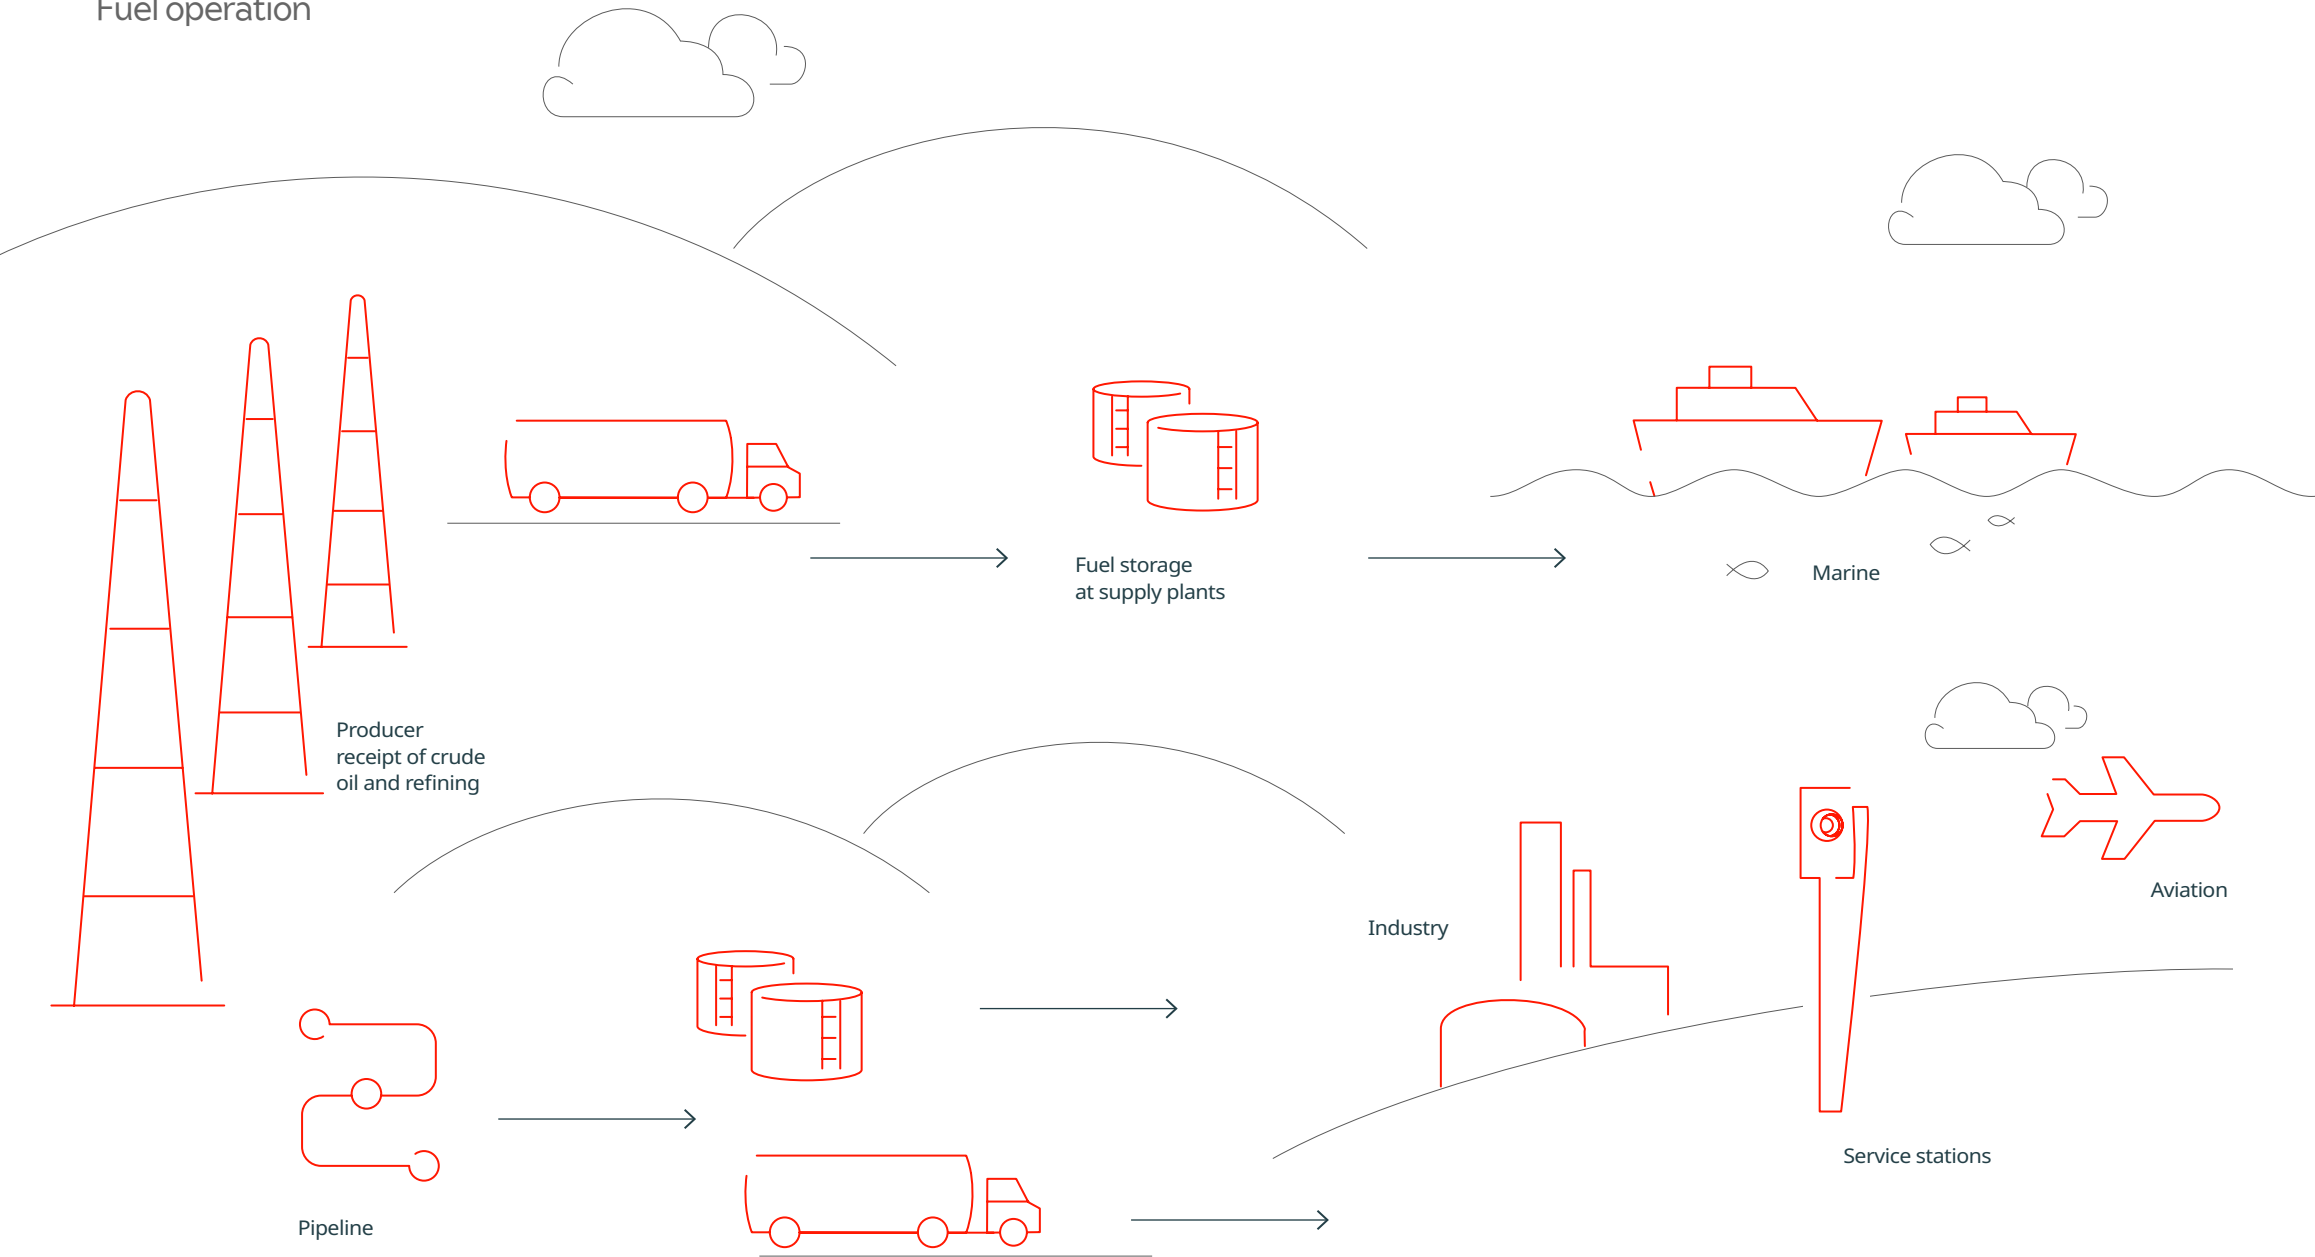 Fuel operation
Fuel storage
at supply plants
Marine
Producer
receipt of crude
oil and refining
Aviation
Industry
Service stations
Pipeline